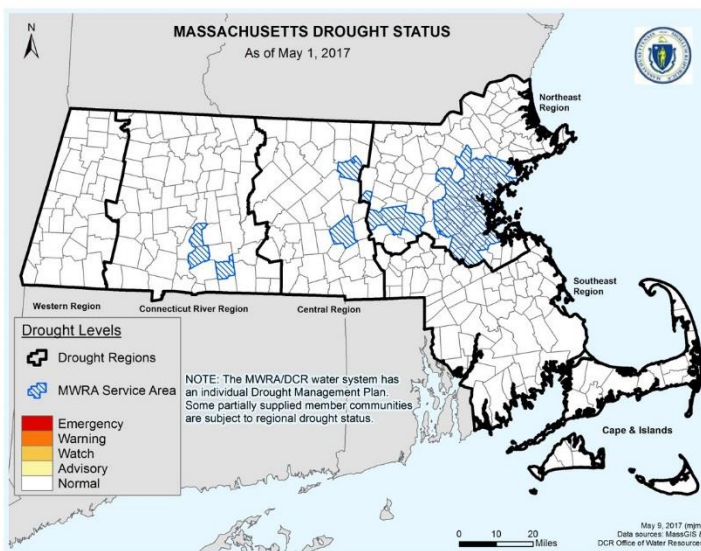 MASSACHUSETTS DROUGHT STATUS
As of May 1, 2017
N
Northeast
Region
Southeast
Region
Western Region
Connecticut River Region
Central Region
Cape & Islands
Drought Levels
Drought Regions
MWRA Service Area
Emergency
Warning
Watch
Advisory
Normal
NOTE: The MWRA/DCR water system has
an individual Drought Management Plan.
Some partially supplied member communities
are subject to regional drought status.
0 10 20
Miles
May 9, 2017 (mjm)
Data sources: MassGIS &
DCR Office of Water Resources